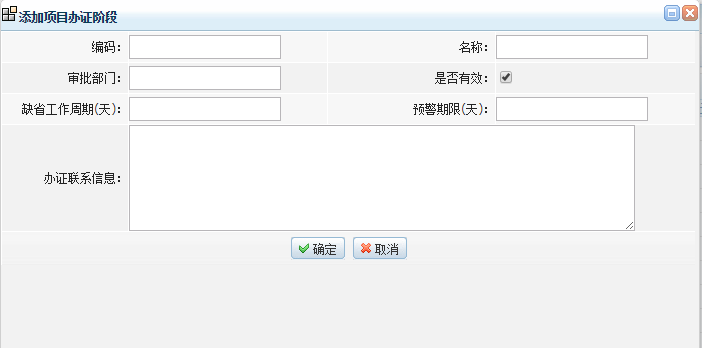 添加项目办证阶段
编码： 名称：
审批部门： 是否有效：
缺省工作周期(天)： 预警期限(天)：
办证联系信息：
确定 取消